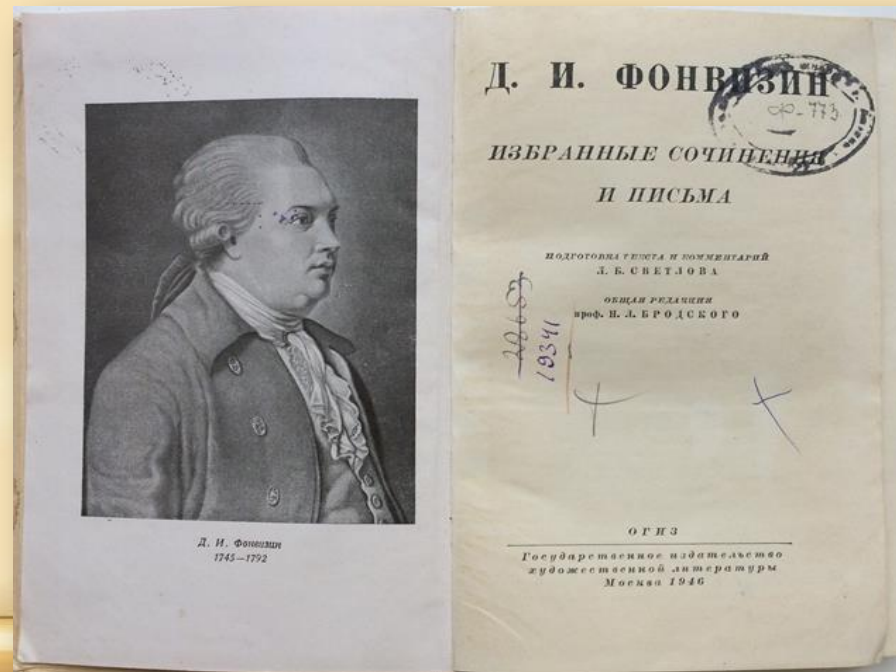 Д. И. Фонвизин
1745—1792
Д. И. ФОНВИЗИН
ф-773
ИЗБРАННЫЕ СОЧИНЕНИЯ
И ПИСЬМА
ПОДГОТОВКА ТЕКСТА И КОММЕНТАРИЙ
Л. Б. СВЕТЛОВА
ОБЩАЯ РЕДАКЦИЯ
проф. Н. Л. БРОДСКОГО
19341
ОГИЗ
Государственное издательство
художественной литературы
Москва 1946